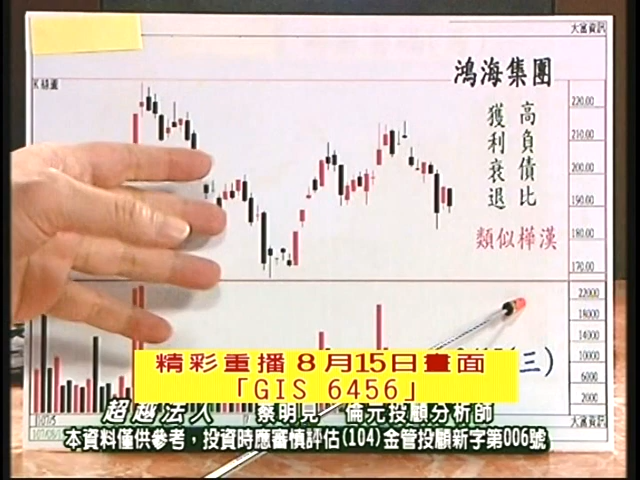 大富資訊
K線圖
鴻海集團
高負債比
獲利衰退
類似樺漢
220.00
210.00
200.00
190.00
180.00
170.00
22000
18000
14000
10000
6000
2000
(三)
精彩重播8月15日畫面
「GIS 6456」
大富資訊
超越法人 蔡明見 倫元投顧分析師
本資料僅供參考,投資時應審慎評估(104)金管投顧新字第006號